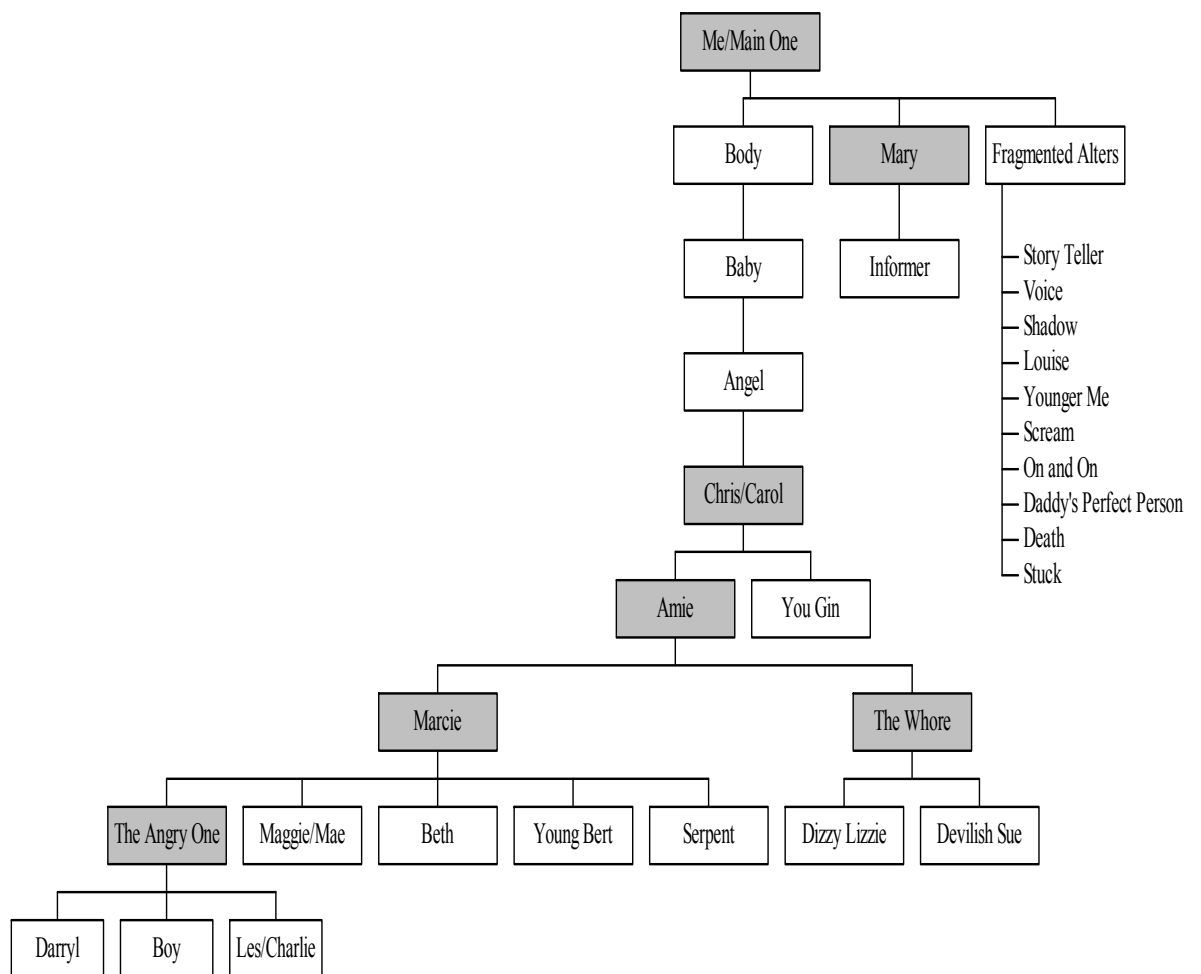 Me/Main One
Body
Mary
Fragmented Alters
Baby
Informer
Story Teller
Voice
Shadow
Angel
Louise
Younger Me
Scream
On and On
Chris/Carol
Daddy's Perfect Person
Death
Stuck
Amie
You Gin
Marcie
The Whore
The Angry One
Maggie/Mae
Beth
Young Bert
Serpent
Dizzy Lizzie
Devilish Sue
Darryl
Boy
Les/Charlie